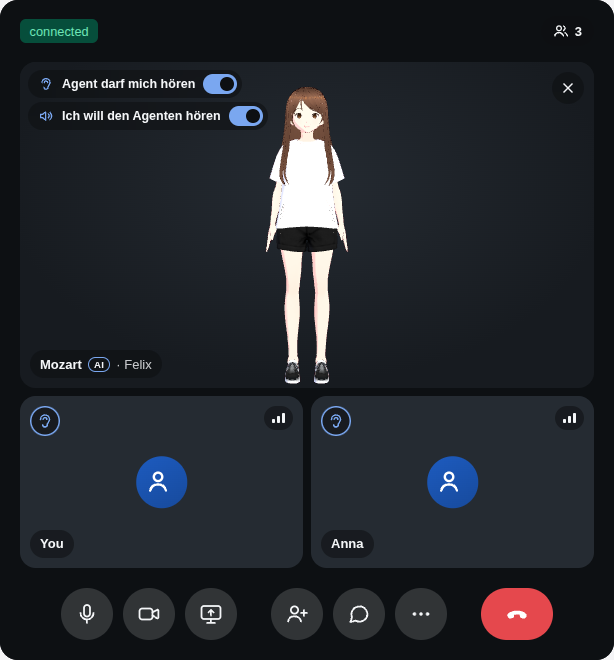 connected
3
Agent darf mich hören
Ich will den Agenten hören
Mozart AI · Felix
You
Anna